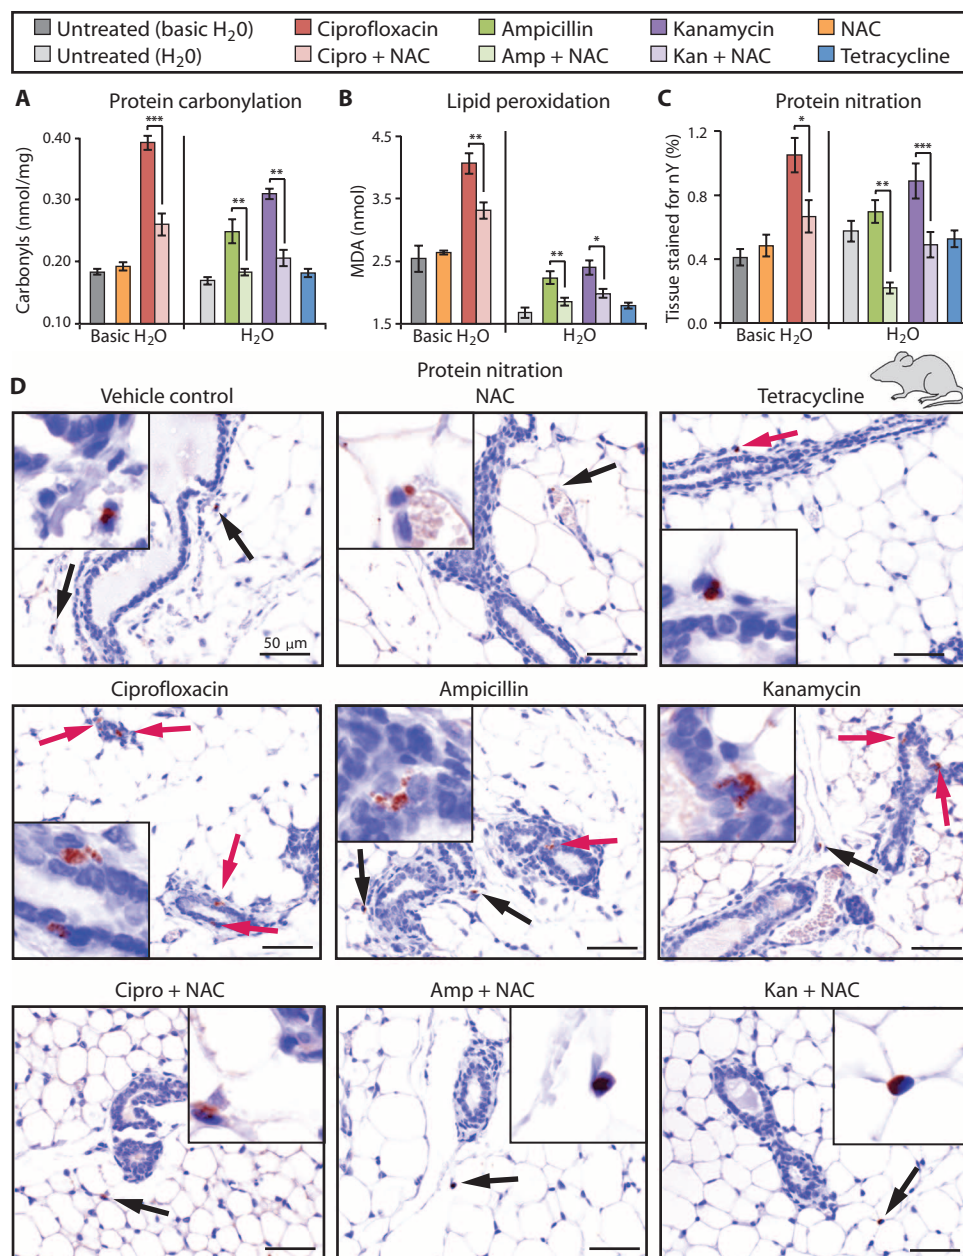 Untreated (basic H₂0) Ciprofloxacin Ampicillin Kanamycin NAC
Untreated (H₂0) Cipro + NAC Amp + NAC Kan + NAC Tetracycline
A Protein carbonylation
Carbonyls (nmol/mg)
0.40
0.30
0.20
0.10
***
**
**
Basic H₂O H₂O
B Lipid peroxidation
MDA (nmol)
4.5
3.5
2.5
1.5
**
**
*
Basic H₂O H₂O
C Protein nitration
Tissue stained for nY (%)
1.2
0.8
0.4
0.0
*
**
***
Basic H₂O H₂O
D Protein nitration
Vehicle control NAC Tetracycline
50 µm
Ciprofloxacin Ampicillin Kanamycin
Cipro + NAC Amp + NAC Kan + NAC